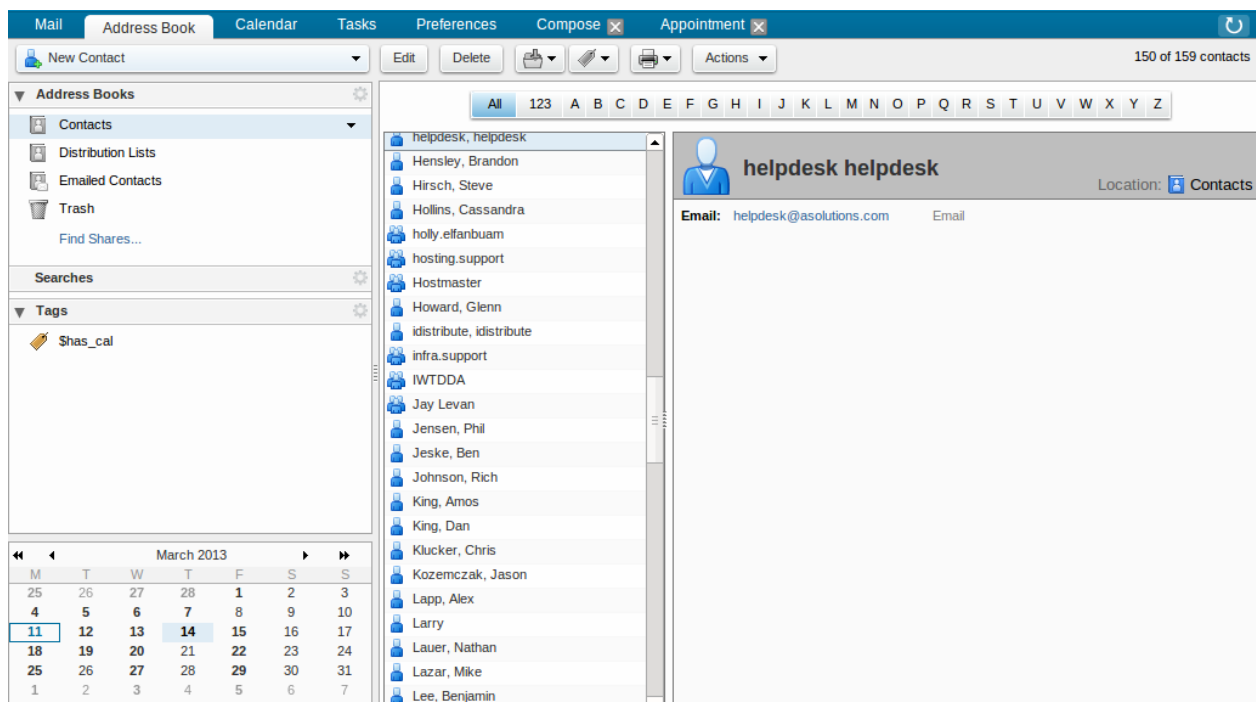 Mail Address Book Calendar Tasks Preferences Compose Appointment
New Contact Edit Delete Actions 150 of 159 contacts
Address Books
Contacts
Distribution Lists
Emailed Contacts
Trash
Find Shares...
Searches
Tags
$has_cal
March 2013
M T W T F S S
25 26 27 28 1 2 3
4 5 6 7 8 9 10
11 12 13 14 15 16 17
18 19 20 21 22 23 24
25 26 27 28 29 30 31
1 2 3 4 5 6 7
All 123 A B C D E F G H I J K L M N O P Q R S T U V W X Y Z
helpdesk, helpdesk
Hensley, Brandon
Hirsch, Steve
Hollins, Cassandra
holly.elfanbuam
hosting.support
Hostmaster
Howard, Glenn
idistribute, idistribute
infra.support
IWTDDA
Jay Levan
Jensen, Phil
Jeske, Ben
Johnson, Rich
King, Amos
King, Dan
Klucker, Chris
Kozemczak, Jason
Lapp, Alex
Larry
Lauer, Nathan
Lazar, Mike
Lee, Benjamin
helpdesk helpdesk
Location: Contacts
Email: helpdesk@asolutions.com Email